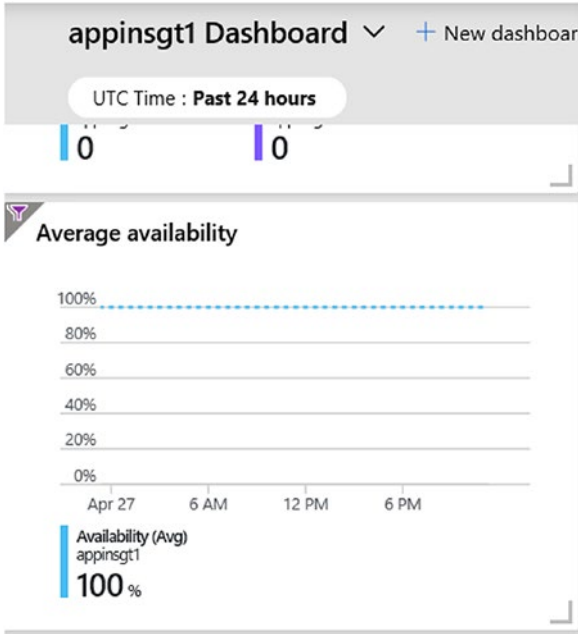 appinsgt1 Dashboard
+ New dashboar
UTC Time : Past 24 hours
0 0
Average availability
100%
80%
60%
40%
20%
0%
Apr 27 6 AM 12 PM 6 PM
Availability (Avg)
appinsgt1
100 %